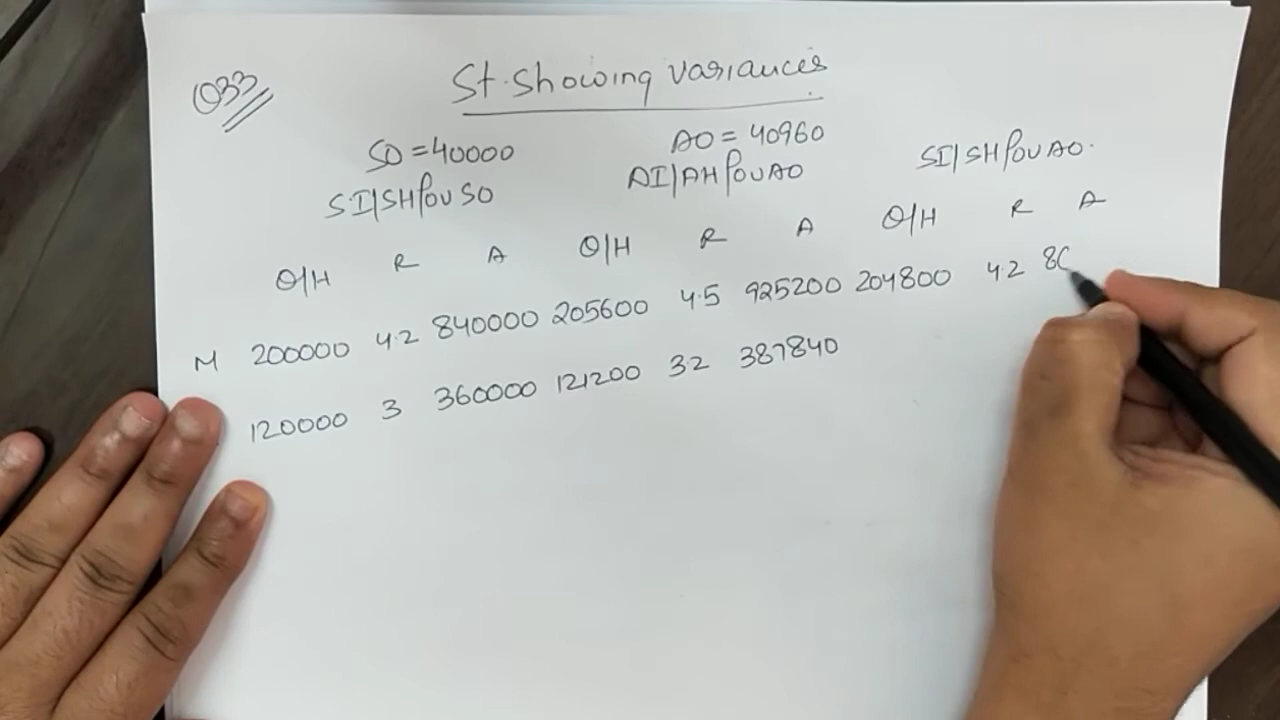 Q33
St. Showing variances
SO = 40000 AO = 40960
SI/SH for SO AI/AH for AO SI/SH for AO.
O/H R A O/H R A O/H R A
M 200000 4.2 840000 205600 4.5 925200 204800 4.2 80
120000 3 360000 121200 3.2 387840